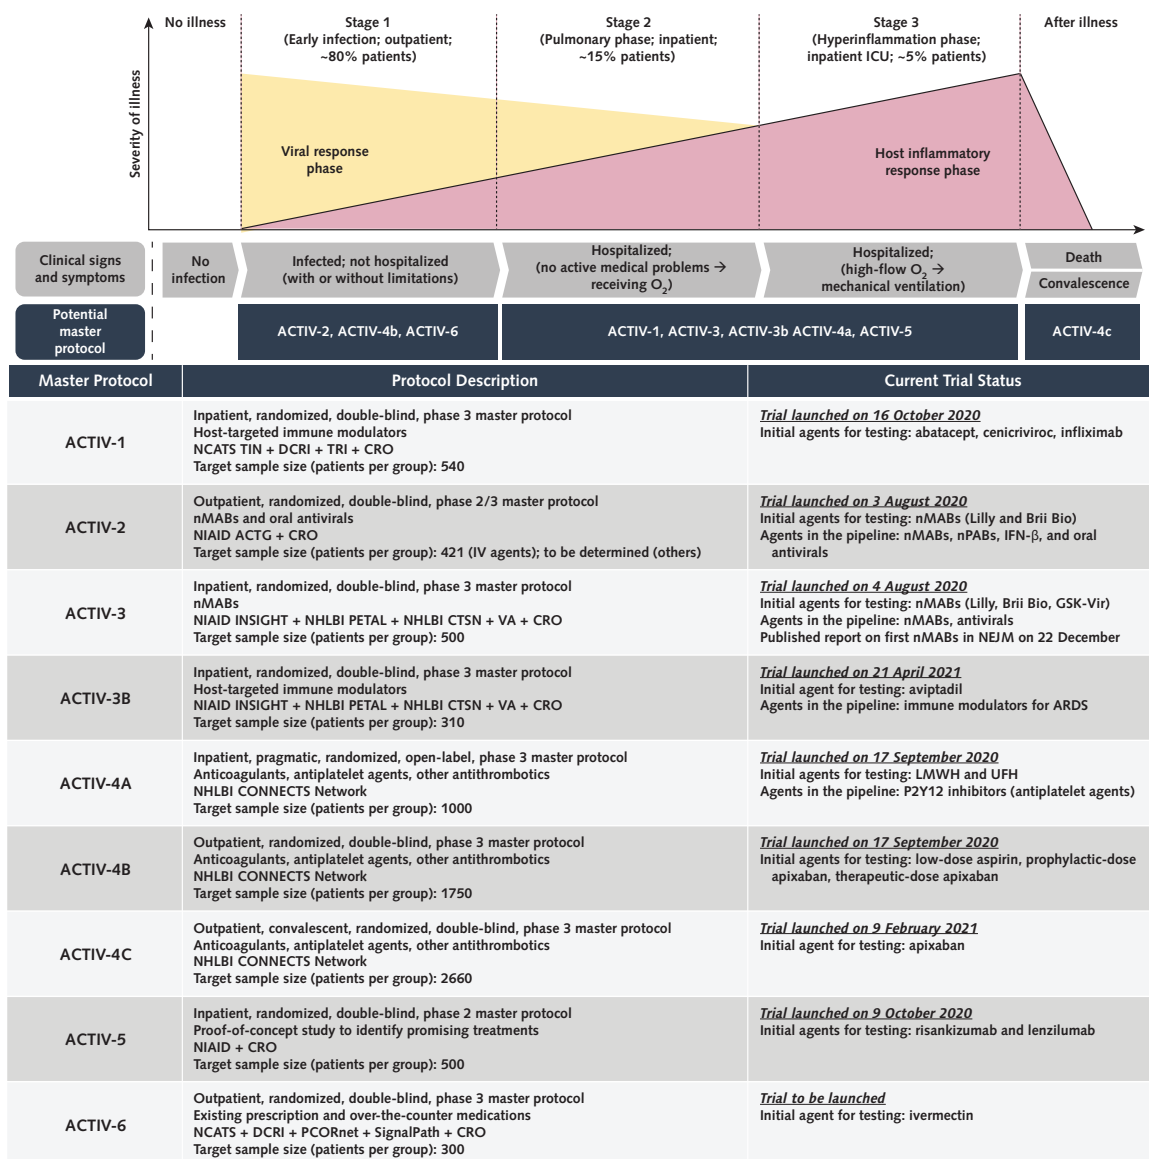 No illness
Stage 1
(Early infection; outpatient;
~80% patients)
Stage 2
(Pulmonary phase; inpatient;
~15% patients)
Stage 3
(Hyperinflammation phase;
inpatient ICU; ~5% patients)
After illness
Severity of illness
Viral response
phase
Host inflammatory
response phase
Clinical signs
and symptoms
No
infection
Infected; not hospitalized
(with or without limitations)
Hospitalized;
(no active medical problems →
receiving O₂)
Hospitalized;
(high-flow O₂ →
mechanical ventilation)
Death
Convalescence
Potential
master
protocol
ACTIV-2, ACTIV-4b, ACTIV-6
ACTIV-1, ACTIV-3, ACTIV-3b ACTIV-4a, ACTIV-5
ACTIV-4c
Master Protocol
Protocol Description
Current Trial Status
ACTIV-1
Inpatient, randomized, double-blind, phase 3 master protocol
Host-targeted immune modulators
NCATS TIN + DCRI + TRI + CRO
Target sample size (patients per group): 540
Trial launched on 16 October 2020
Initial agents for testing: abatacept, cenicriviroc, infliximab
ACTIV-2
Outpatient, randomized, double-blind, phase 2/3 master protocol
nMABs and oral antivirals
NIAID ACTG + CRO
Target sample size (patients per group): 421 (IV agents); to be determined (others)
Trial launched on 3 August 2020
Initial agents for testing: nMABs (Lilly and Brii Bio)
Agents in the pipeline: nMABs, nPABs, IFN-β, and oral
antivirals
ACTIV-3
Inpatient, randomized, double-blind, phase 3 master protocol
nMABs
NIAID INSIGHT + NHLBI PETAL + NHLBI CTSN + VA + CRO
Target sample size (patients per group): 500
Trial launched on 4 August 2020
Initial agents for testing: nMABs (Lilly, Brii Bio, GSK-Vir)
Agents in the pipeline: nMABs, antivirals
Published report on first nMABs in NEJM on 22 December
ACTIV-3B
Inpatient, randomized, double-blind, phase 3 master protocol
Host-targeted immune modulators
NIAID INSIGHT + NHLBI PETAL + NHLBI CTSN + VA + CRO
Target sample size (patients per group): 310
Trial launched on 21 April 2021
Initial agent for testing: aviptadil
Agents in the pipeline: immune modulators for ARDS
ACTIV-4A
Inpatient, pragmatic, randomized, open-label, phase 3 master protocol
Anticoagulants, antiplatelet agents, other antithrombotics
NHLBI CONNECTS Network
Target sample size (patients per group): 1000
Trial launched on 17 September 2020
Initial agents for testing: LMWH and UFH
Agents in the pipeline: P2Y12 inhibitors (antiplatelet agents)
ACTIV-4B
Outpatient, randomized, double-blind, phase 3 master protocol
Anticoagulants, antiplatelet agents, other antithrombotics
NHLBI CONNECTS Network
Target sample size (patients per group): 1750
Trial launched on 17 September 2020
Initial agents for testing: low-dose aspirin, prophylactic-dose
apixaban, therapeutic-dose apixaban
ACTIV-4C
Outpatient, convalescent, randomized, double-blind, phase 3 master protocol
Anticoagulants, antiplatelet agents, other antithrombotics
NHLBI CONNECTS Network
Target sample size (patients per group): 2660
Trial launched on 9 February 2021
Initial agent for testing: apixaban
ACTIV-5
Inpatient, randomized, double-blind, phase 2 master protocol
Proof-of-concept study to identify promising treatments
NIAID + CRO
Target sample size (patients per group): 500
Trial launched on 9 October 2020
Initial agents for testing: risankizumab and lenzilumab
ACTIV-6
Outpatient, randomized, double-blind, phase 3 master protocol
Existing prescription and over-the-counter medications
NCATS + DCRI + PCORnet + SignalPath + CRO
Target sample size (patients per group): 300
Trial to be launched
Initial agent for testing: ivermectin